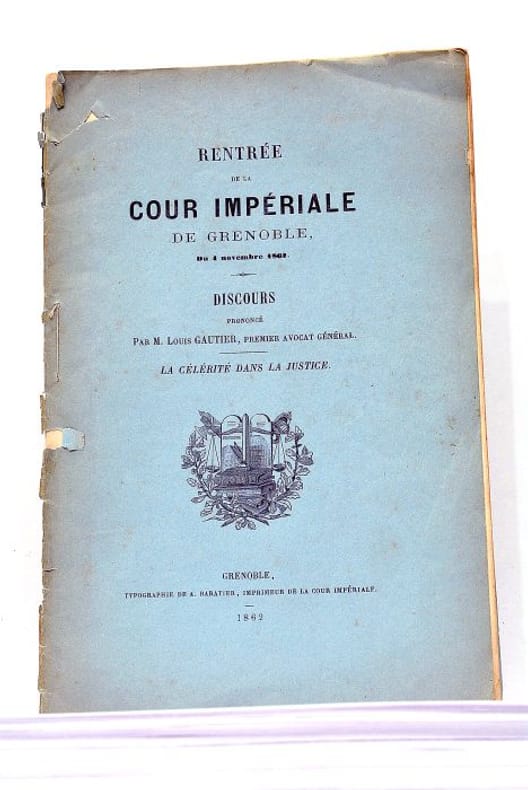 RENTRÉE
DE LA
COUR IMPÉRIALE
DE GRENOBLE,
Du 4 novembre 1862.
DISCOURS
PRONONCÉ
PAR M. LOUIS GAUTIER, PREMIER AVOCAT GÉNÉRAL.
LA CÉLÉRITÉ DANS LA JUSTICE.
GRENOBLE,
TYPOGRAPHIE DE A. BARATIER, IMPRIMEUR DE LA COUR IMPÉRIALE.
1862